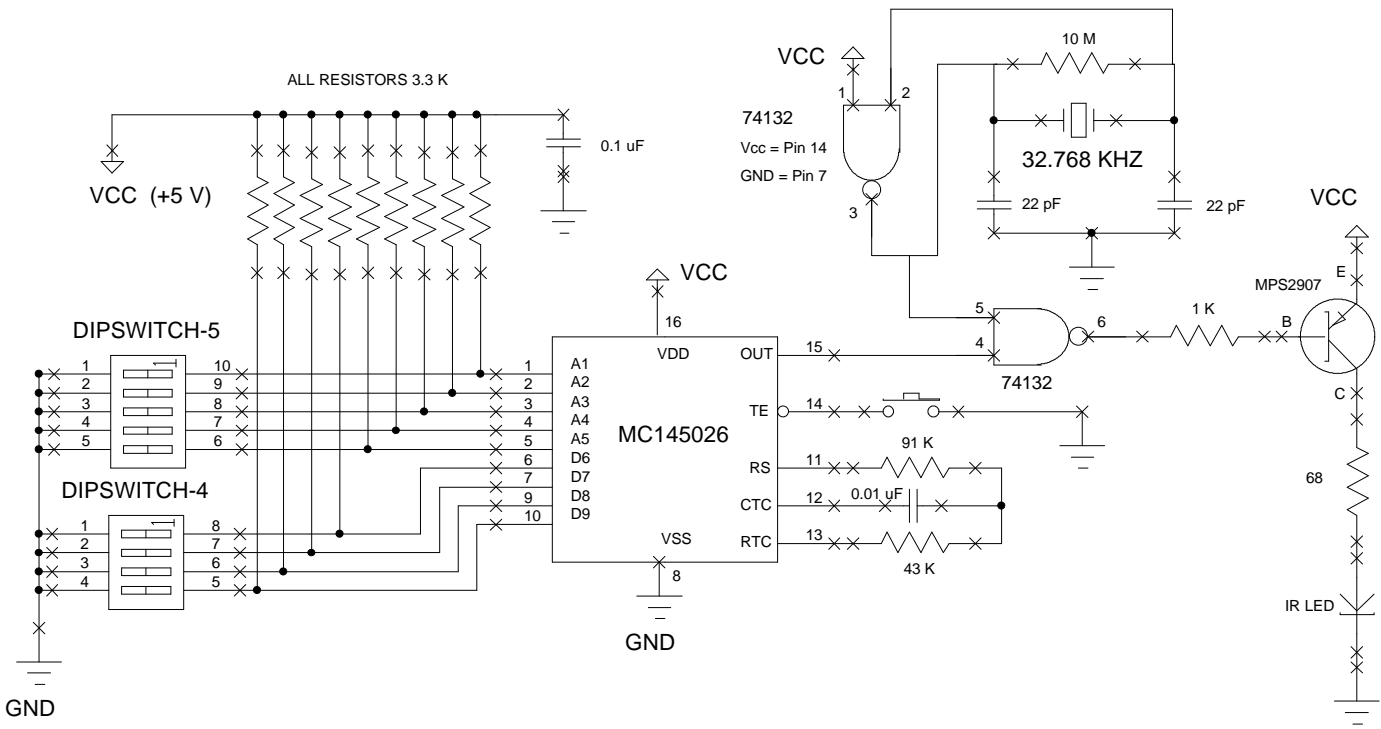 ALL RESISTORS 3.3 K
0.1 uF
VCC (+5 V)
VCC
1
2
74132
Vcc = Pin 14
GND = Pin 7
3
10 M
32.768 KHZ
22 pF
22 pF
VCC
E
MPS2907
B
C
1 K
68
IR LED
DIPSWITCH-5
1
2
3
4
5
10
9
8
7
6
DIPSWITCH-4
1
2
3
4
8
7
6
5
GND
VCC
16
VDD
1
2
3
4
5
6
7
9
10
A1
A2
A3
A4
A5
D6
D7
D8
D9
MC145026
VSS
8
GND
OUT
15
TE
14
RS
11
CTC
12
RTC
13
5
4
6
74132
91 K
0.01 uF
43 K